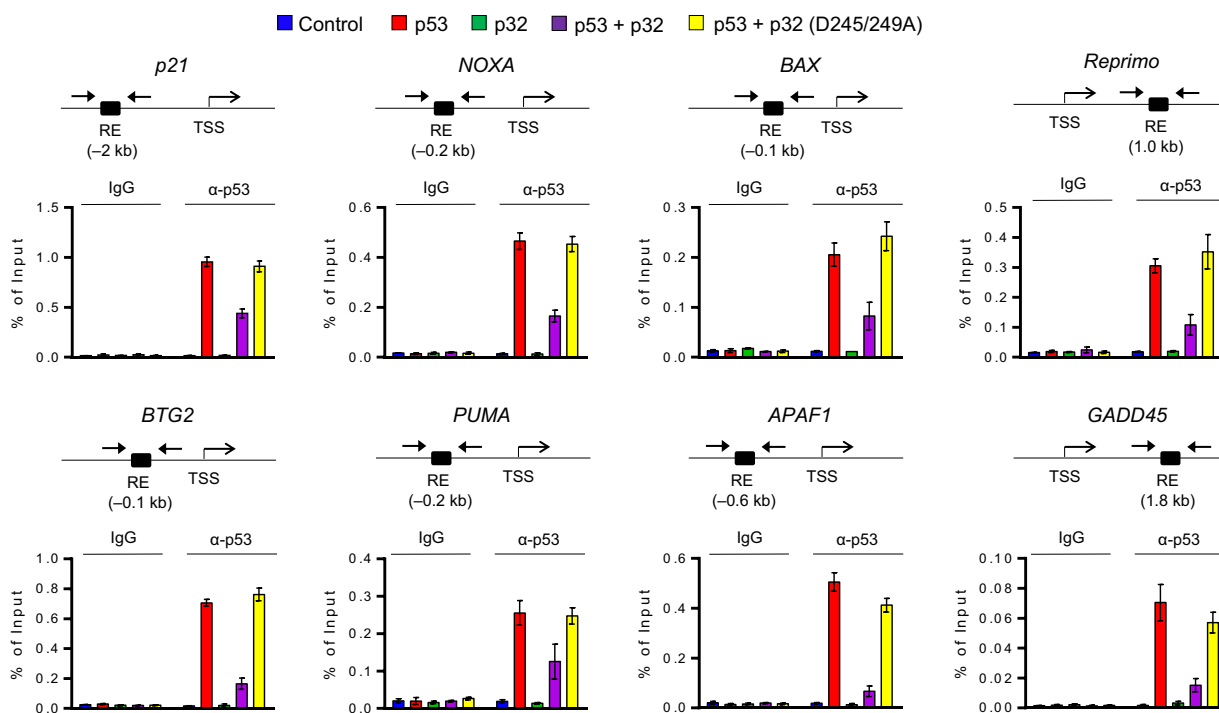 Control p53 p32 p53 + p32 p53 + p32 (D245/249A)
p21
RE
(–2 kb)
TSS
IgG α-p53
% of Input
1.5
1.0
0.5
0.0
NOXA
RE
(–0.2 kb)
TSS
IgG α-p53
% of Input
0.6
0.4
0.2
0.0
BAX
RE
(–0.1 kb)
TSS
IgG α-p53
% of Input
0.3
0.2
0.1
0.0
Reprimo
TSS
RE
(1.0 kb)
IgG α-p53
% of Input
0.5
0.4
0.3
0.2
0.1
0.0
BTG2
RE
(–0.1 kb)
TSS
IgG α-p53
% of Input
1.0
0.8
0.6
0.4
0.2
0.0
PUMA
RE
(–0.2 kb)
TSS
IgG α-p53
% of Input
0.4
0.3
0.2
0.1
0.0
APAF1
RE
(–0.6 kb)
TSS
IgG α-p53
% of Input
0.6
0.4
0.2
0.0
GADD45
TSS
RE
(1.8 kb)
IgG α-p53
% of Input
0.10
0.08
0.06
0.04
0.02
0.00